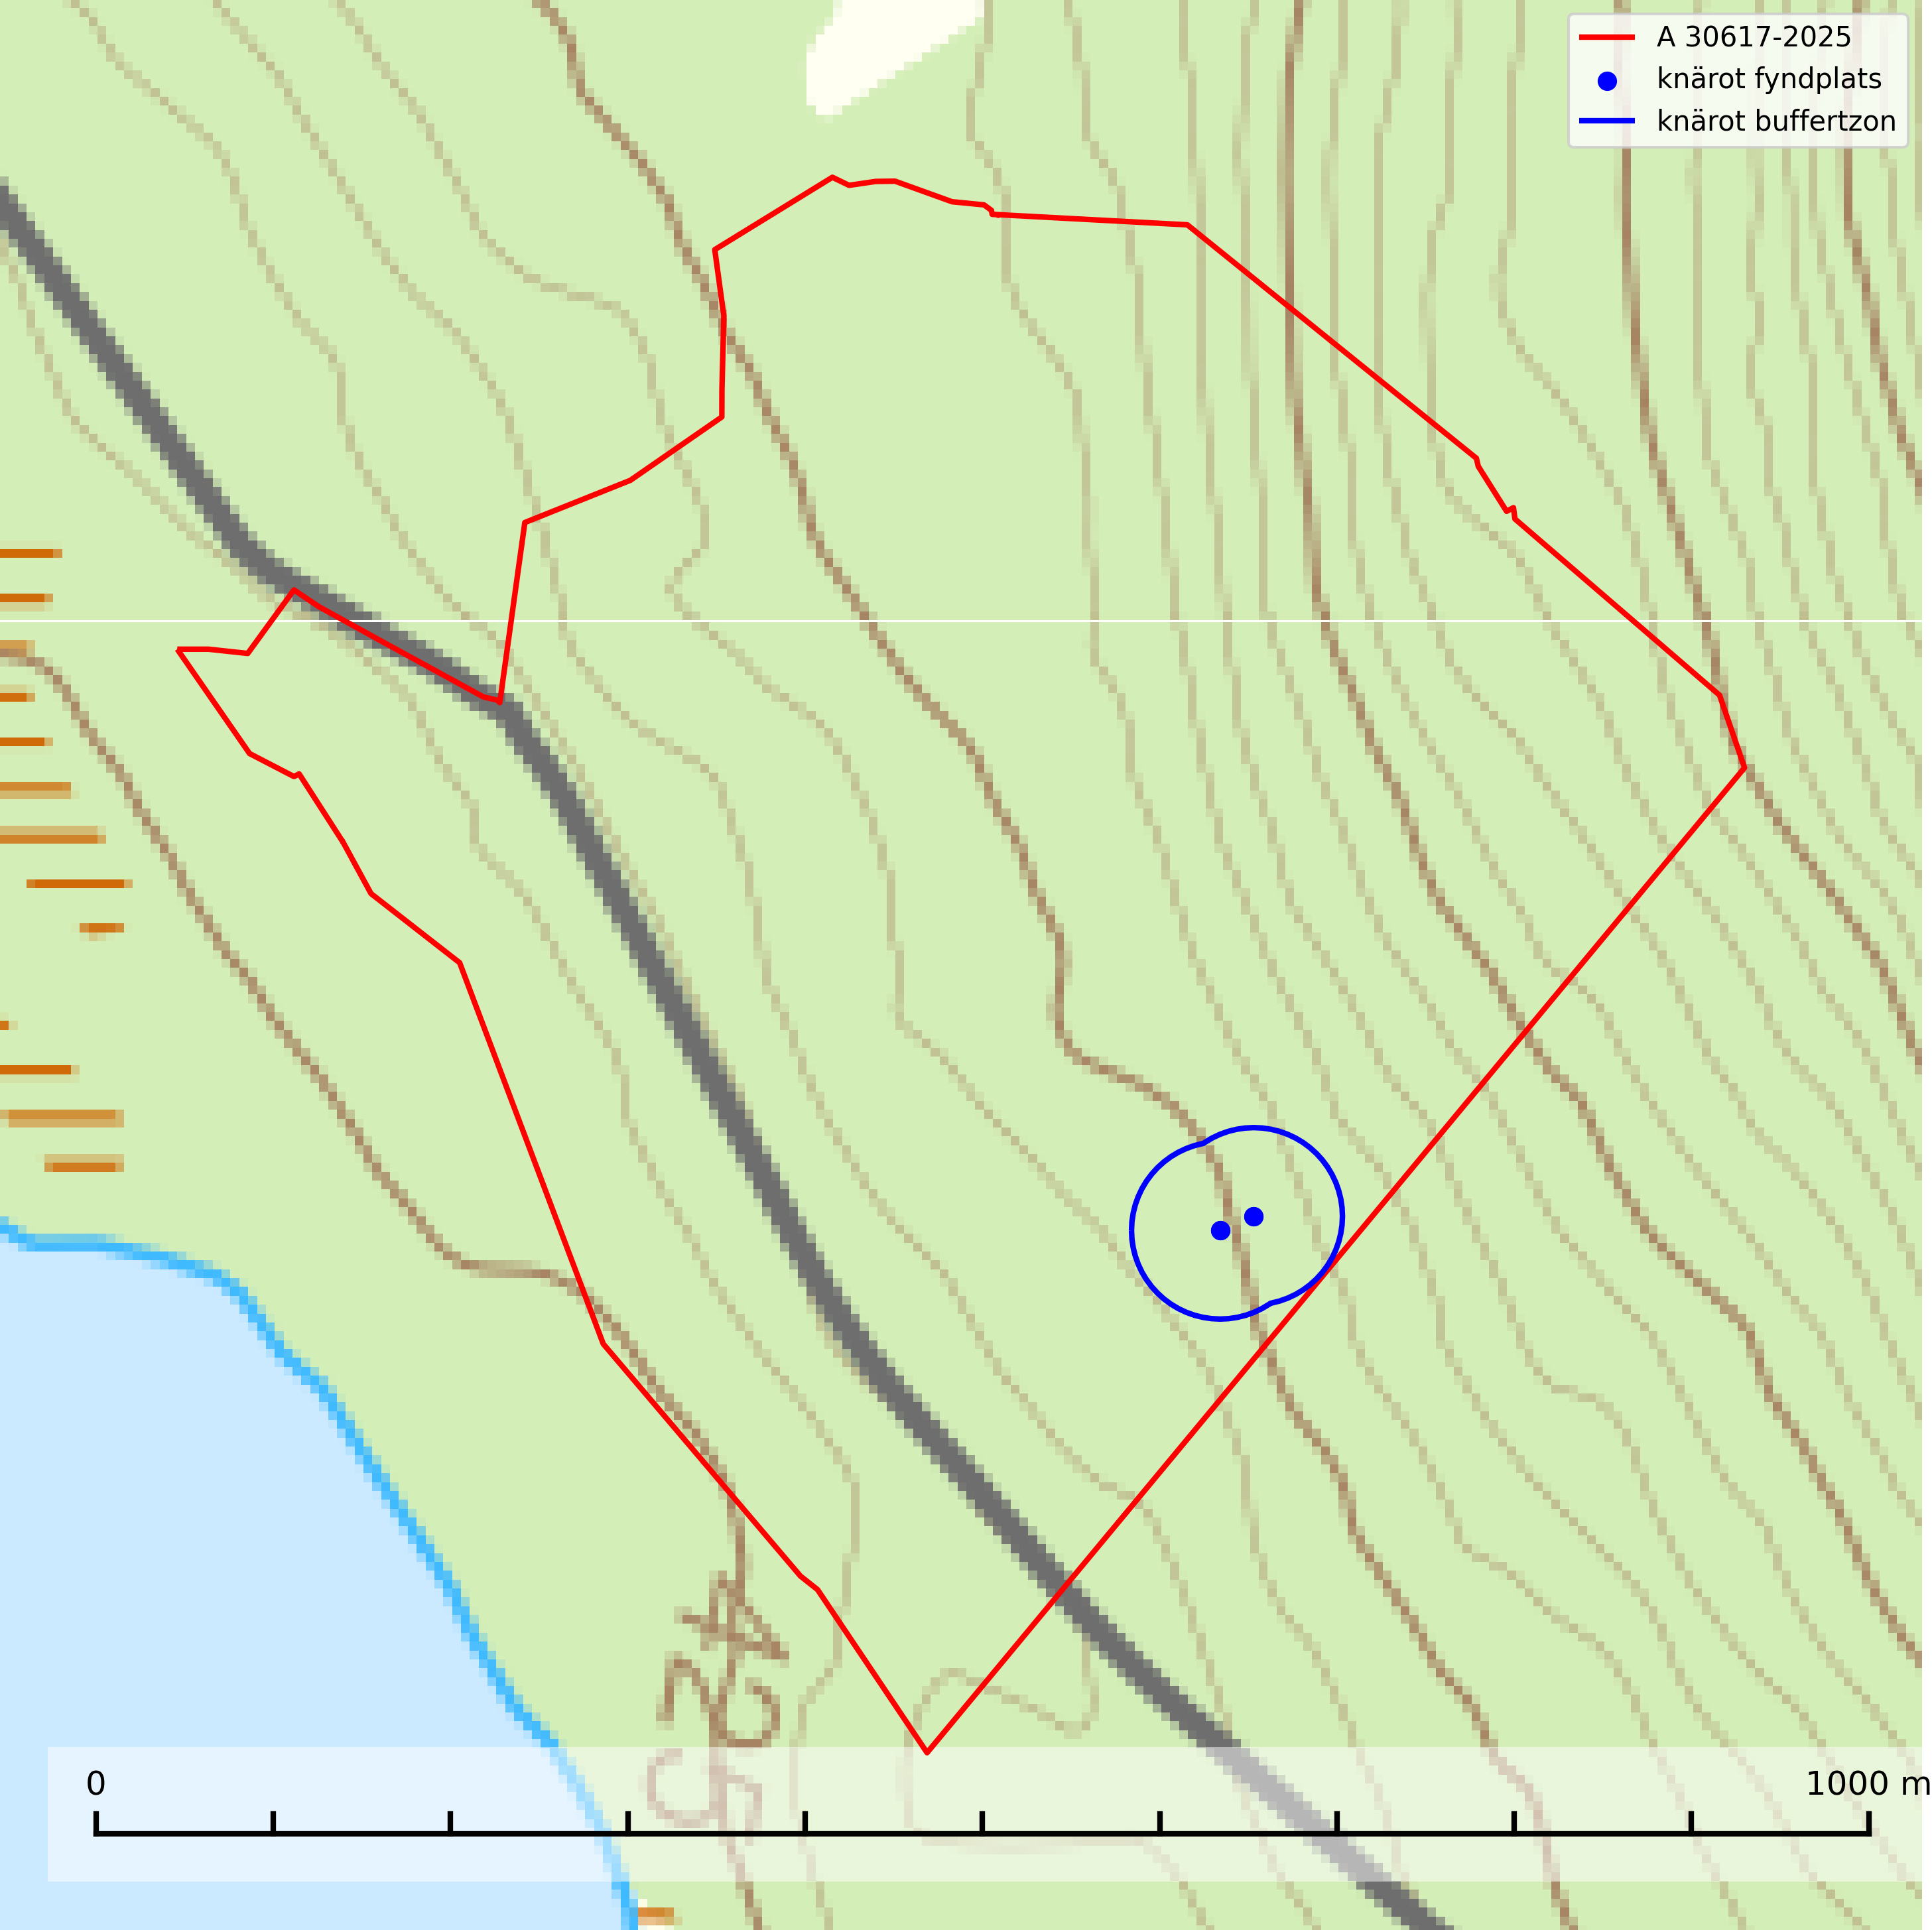 A 30617-2025
knärot fyndplats
knärot buffertzon
0
1000 m